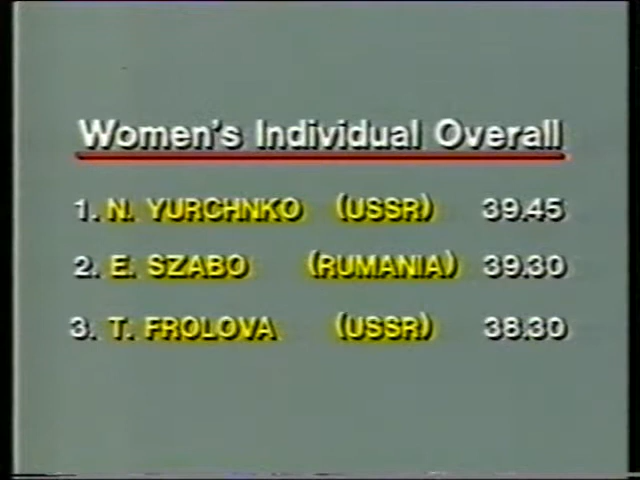 Women's Individual Overall
1. N. YURCHNKO (USSR) 39.45
2. E. SZABO (RUMANIA) 39.30
3. T. FROLOVA (USSR) 38.30